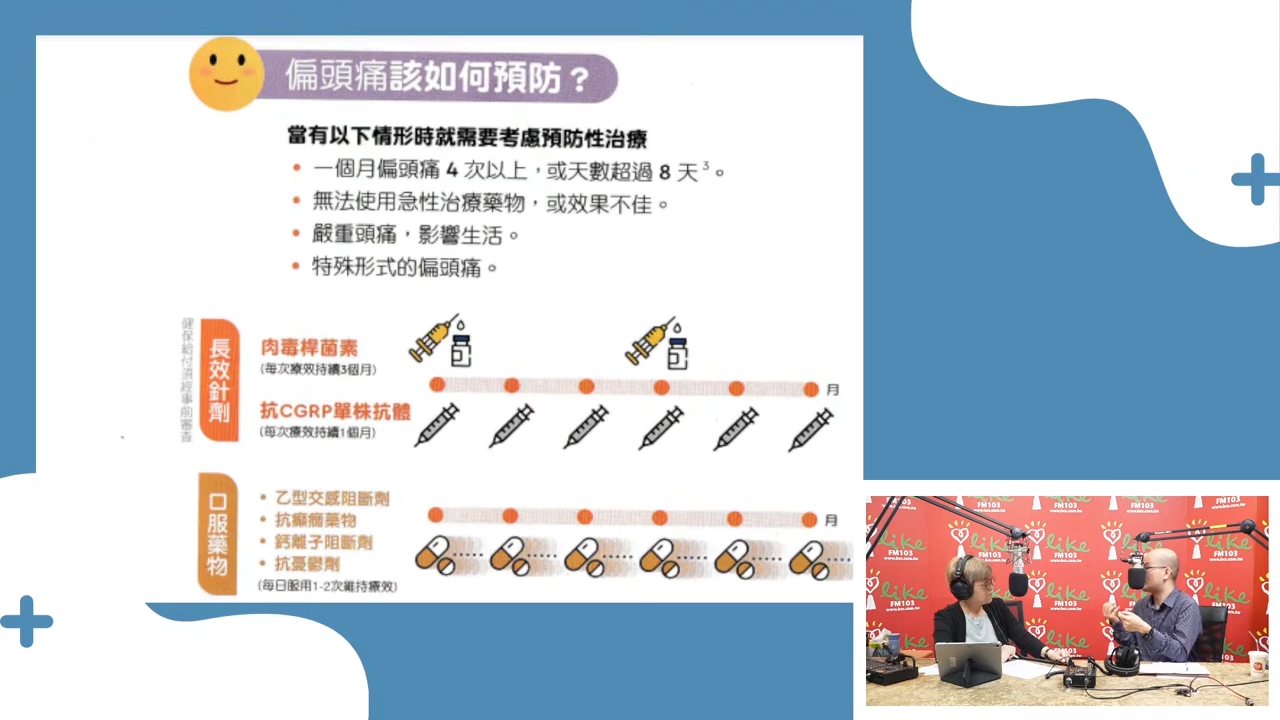 偏頭痛該如何預防？
當有以下情形時就需要考慮預防性治療
• 一個月偏頭痛 4 次以上，或天數超過 8 天³。
• 無法使用急性治療藥物，或效果不佳。
• 嚴重頭痛，影響生活。
• 特殊形式的偏頭痛。
健保給付須經事前審查
長效針劑
肉毒桿菌素
(每次療效持續3個月)
月
抗CGRP單株抗體
(每次療效持續1個月)
口服藥物
• 乙型交感阻斷劑
• 抗癲癇藥物
• 鈣離子阻斷劑
• 抗憂鬱劑
(每日服用1-2次維持療效)
月
like
FM103
www.bcc.com.tw